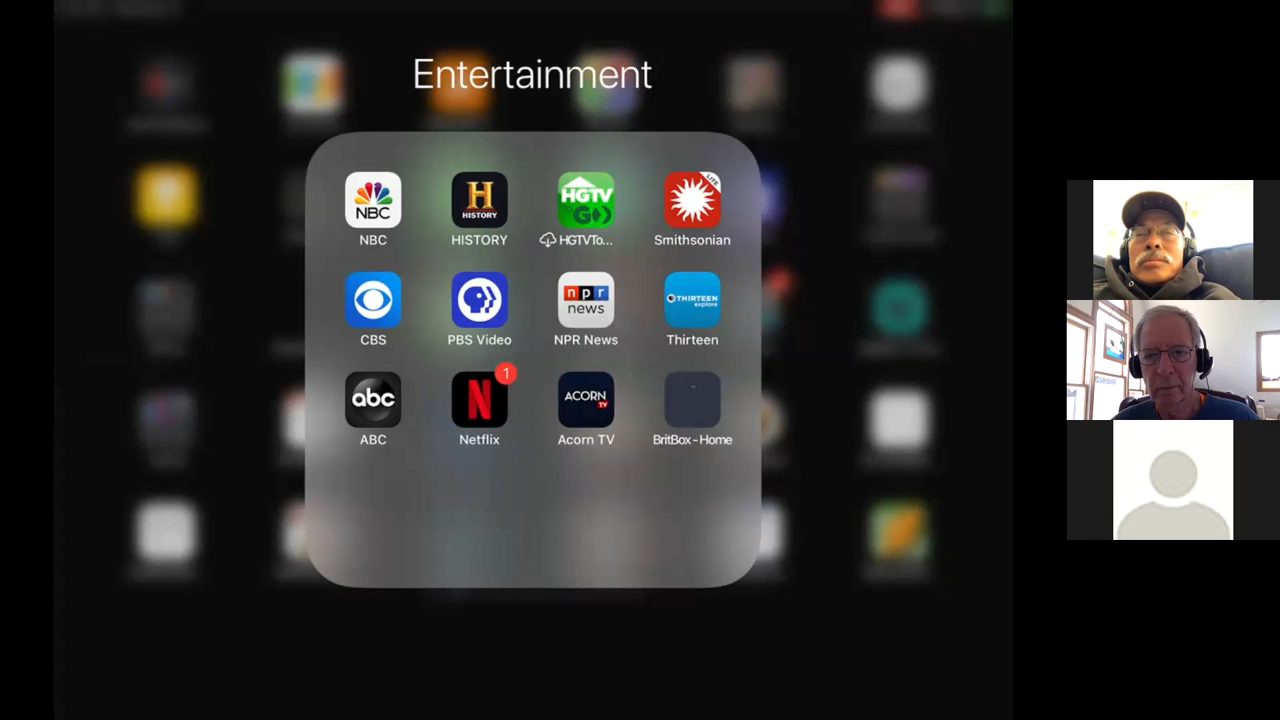 Entertainment
NBC
H
HISTORY
HGTV
GO
LITE
NBC
HISTORY
HGTVTo...
Smithsonian
npr
news
THIRTEEN
explore
CBS
PBS Video
NPR News
Thirteen
1
abc
N
ACORN
TV
ABC
Netflix
Acorn TV
BritBox - Home